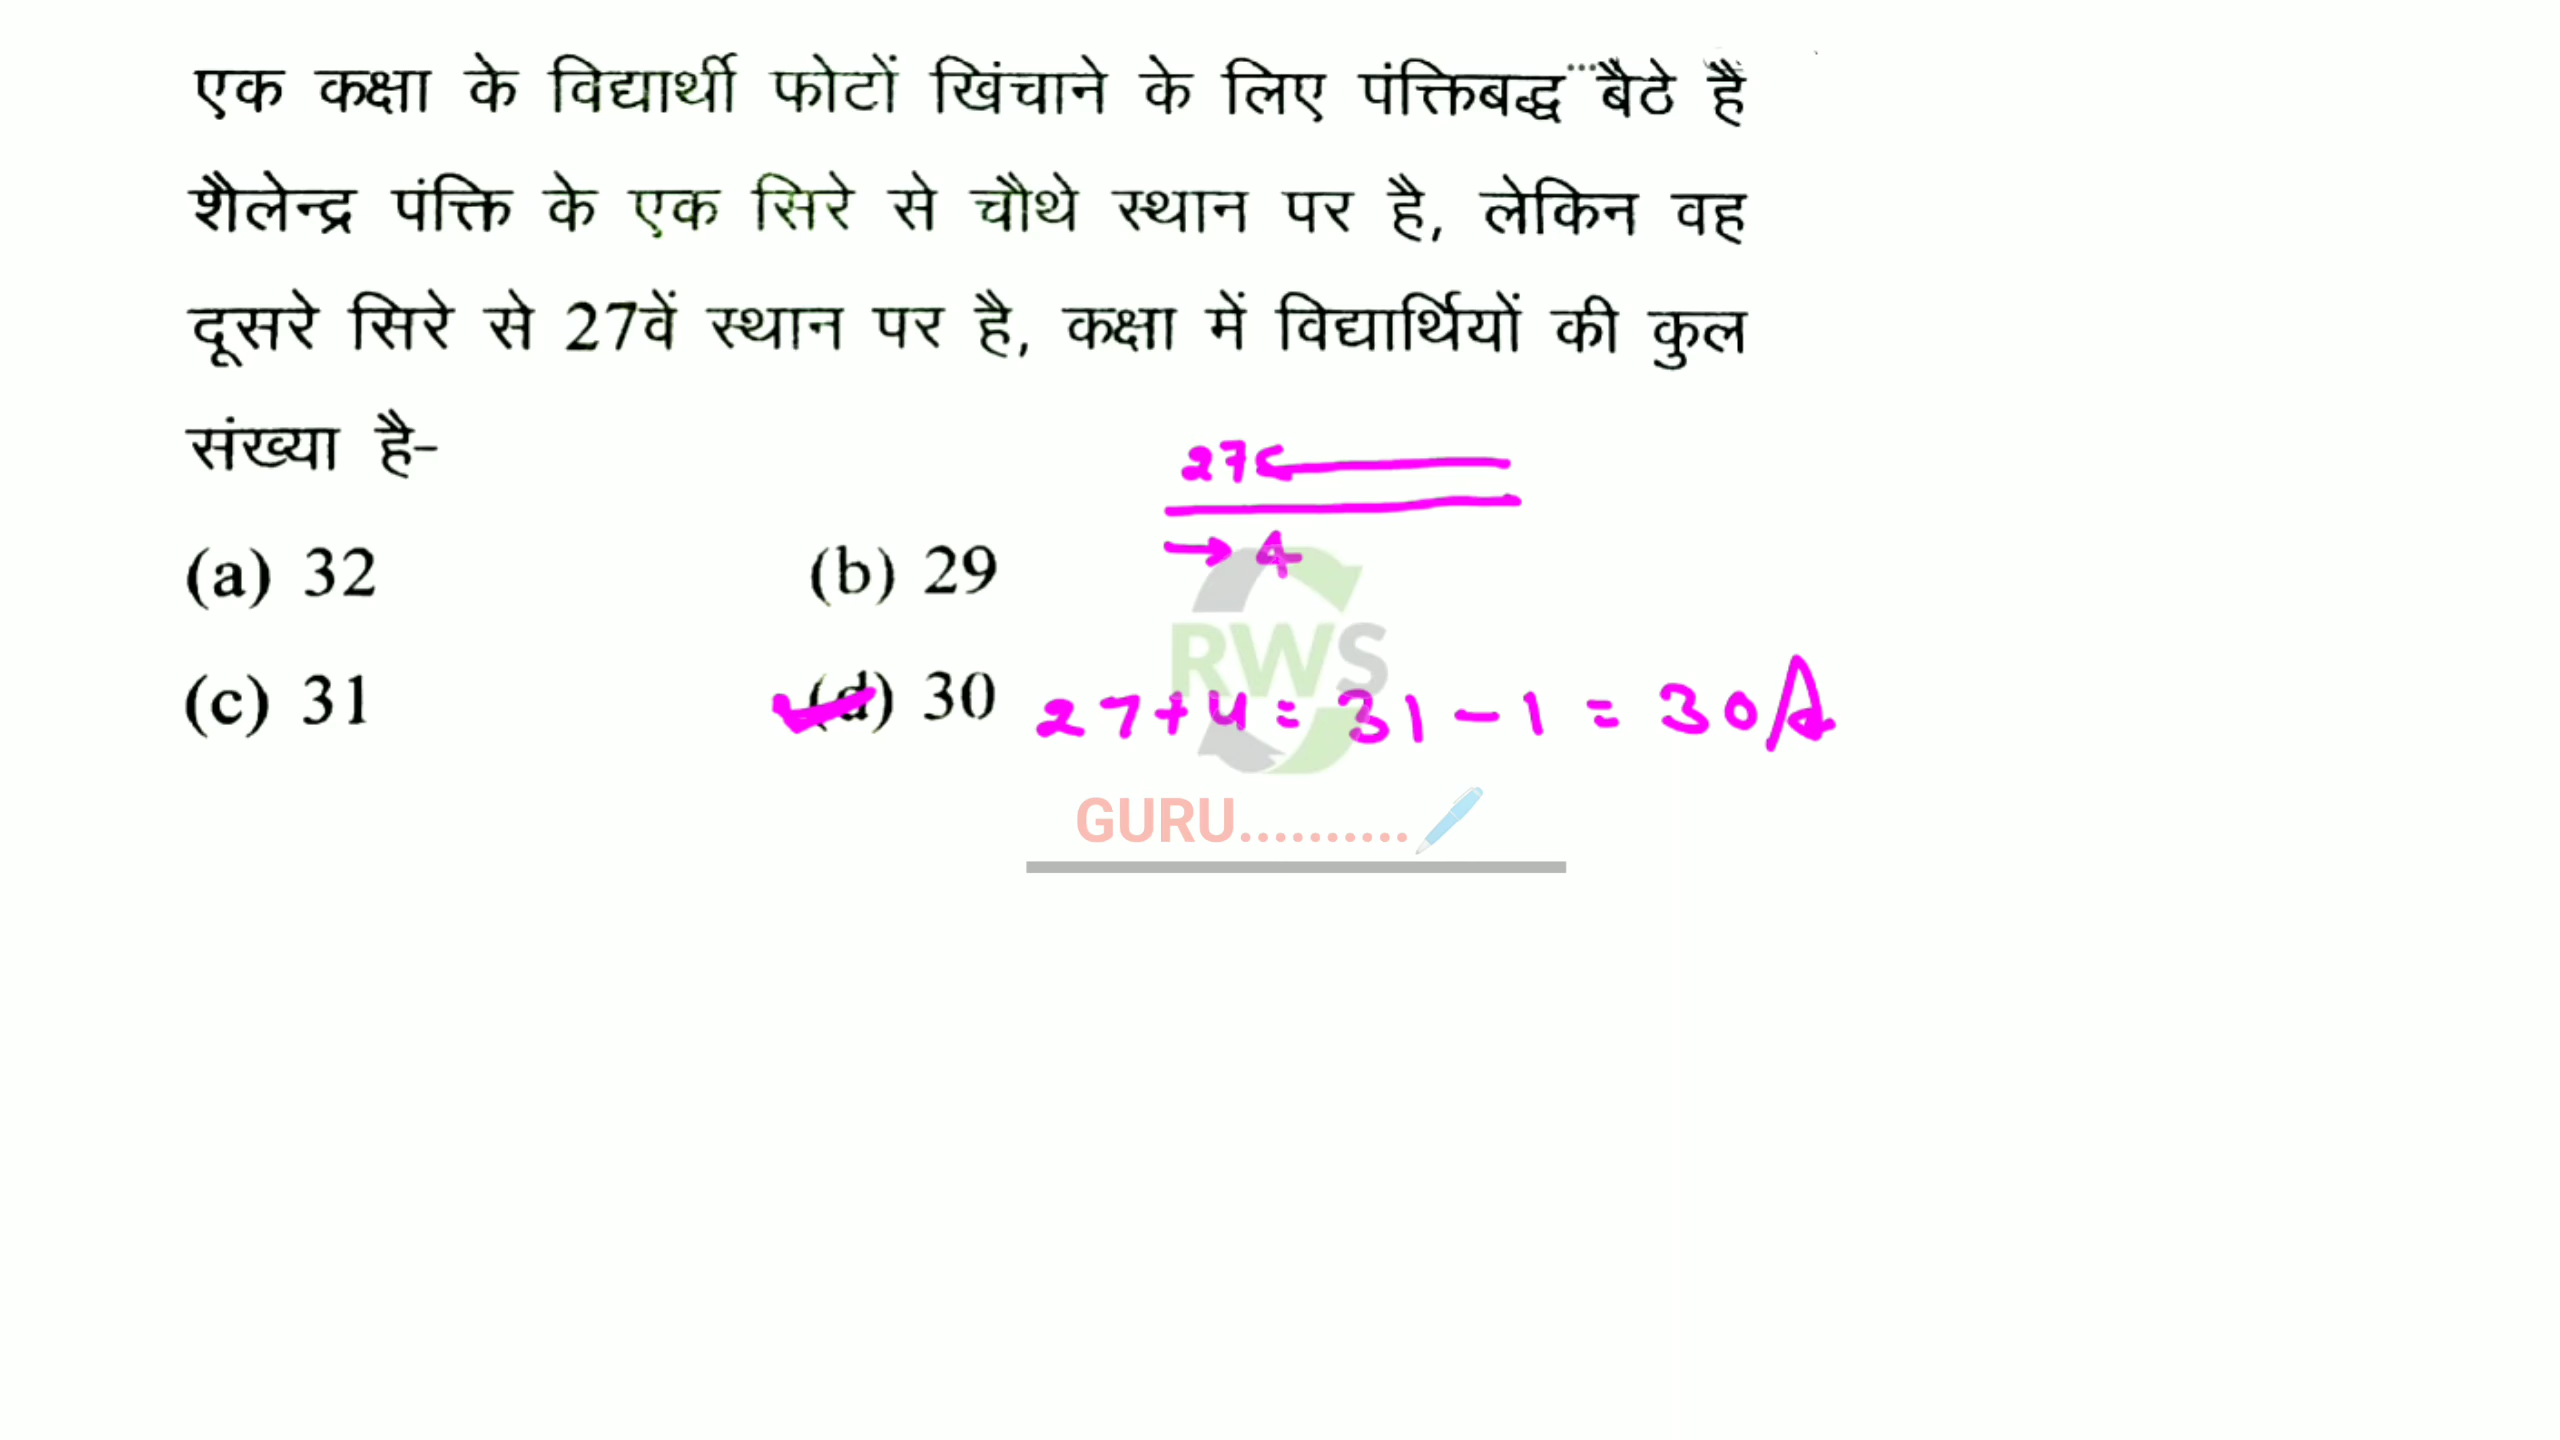 एक कक्षा के विद्यार्थी फोटों खिंचाने के लिए पंक्तिबद्ध बैठे हैं
शैलेन्द्र पंक्ति के एक सिरे से चौथे स्थान पर है, लेकिन वह
दूसरे सिरे से 27वें स्थान पर है, कक्षा में विद्यार्थियों की कुल
संख्या है-
27
4
(a) 32 (b) 29
RWS
(c) 31 (d) 30 27+4=31-1=30
GURU..........